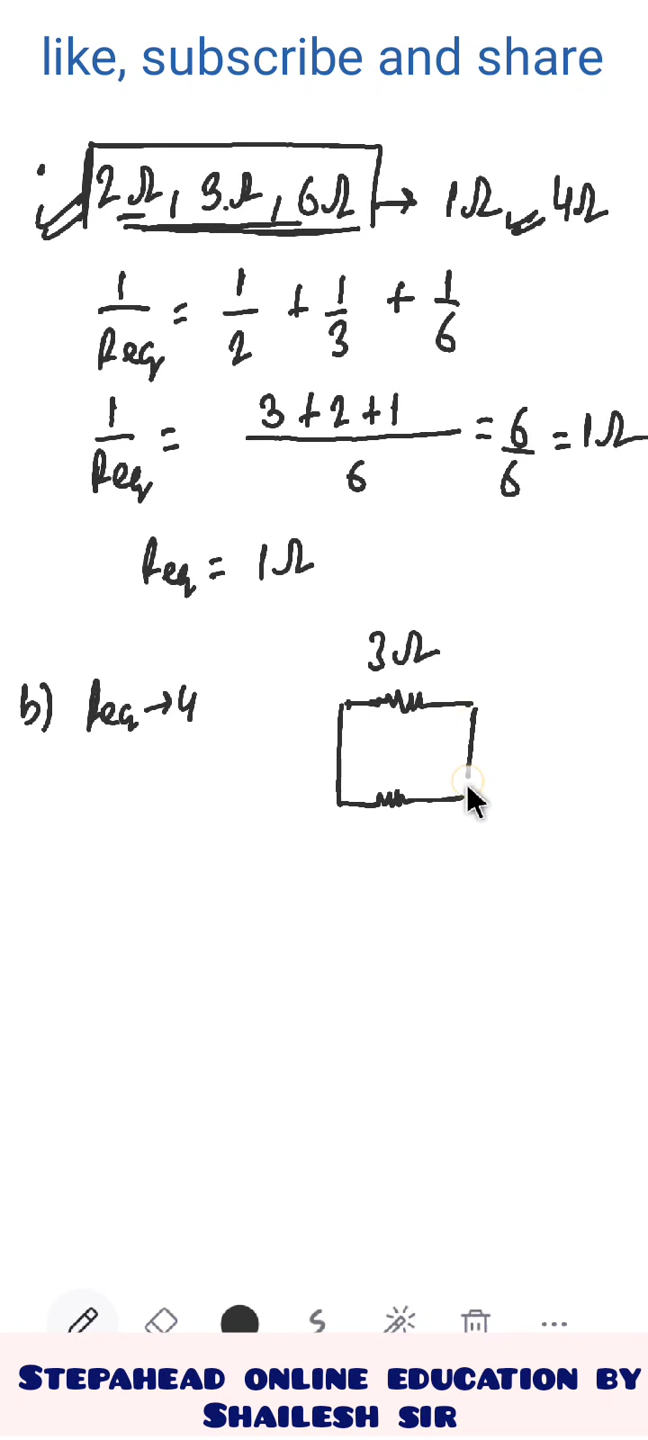 like, subscribe and share
2Ω, 3Ω, 6Ω → 1Ω, 4Ω
1/Req = 1/2 + 1/3 + 1/6
1/Req = 3+2+1/6 = 6/6 = 1Ω
Req = 1Ω
3Ω
b) Req → 4
STEPAHEAD ONLINE EDUCATION BY
SHAILESH SIR